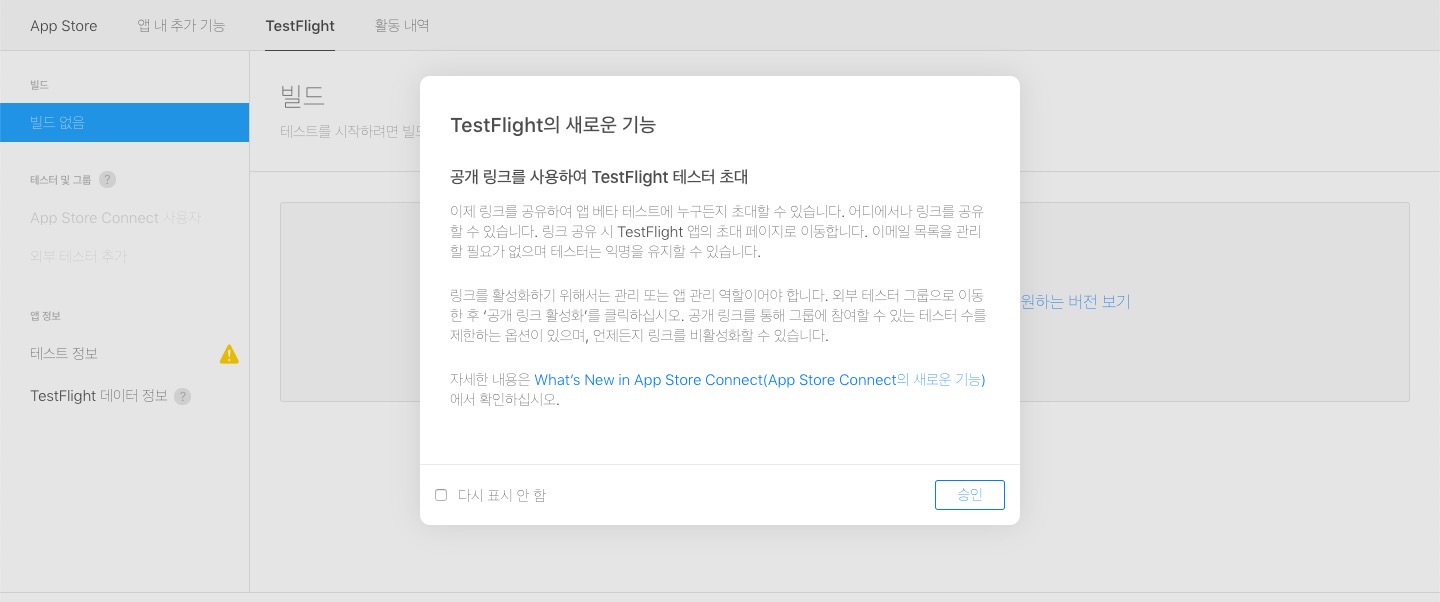 App Store
앱 내 추가 기능
TestFlight
활동 내역
빌드
빌드 없음
테스터 및 그룹 ?
App Store Connect 사용자
외부 테스터 추가
앱 정보
테스트 정보
TestFlight 데이터 정보 ?
빌드
테스트를 시작하려면
원하는 버전 보기
TestFlight의 새로운 기능
공개 링크를 사용하여 TestFlight 테스터 초대
이제 링크를 공유하여 앱 베타 테스트에 누구든지 초대할 수 있습니다. 어디에서나 링크를 공유
할 수 있습니다. 링크 공유 시 TestFlight 앱의 초대 페이지로 이동합니다. 이메일 목록을 관리
할 필요가 없으며 테스터는 익명을 유지할 수 있습니다.
링크를 활성화하기 위해서는 관리 또는 앱 관리 역할이어야 합니다. 외부 테스터 그룹으로 이동
한 후 ‘공개 링크 활성화’를 클릭하십시오. 공개 링크를 통해 그룹에 참여할 수 있는 테스터 수를
제한하는 옵션이 있으며, 언제든지 링크를 비활성화할 수 있습니다.
자세한 내용은 What’s New in App Store Connect(App Store Connect의 새로운 기능)
에서 확인하십시오.
다시 표시 안 함
승인